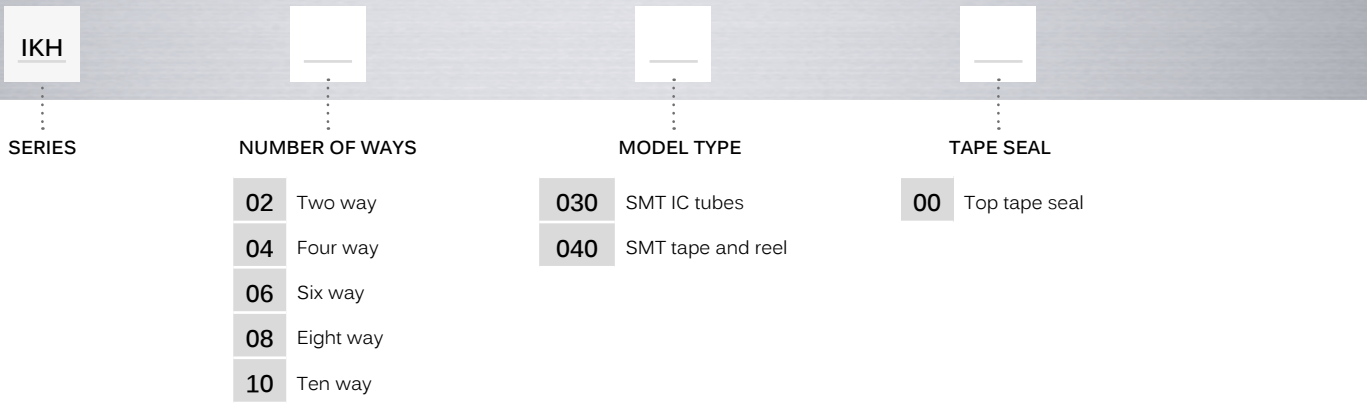 IKH
SERIES
NUMBER OF WAYS
MODEL TYPE
TAPE SEAL
02 Two way
04 Four way
06 Six way
08 Eight way
10 Ten way
030 SMT IC tubes
040 SMT tape and reel
00 Top tape seal